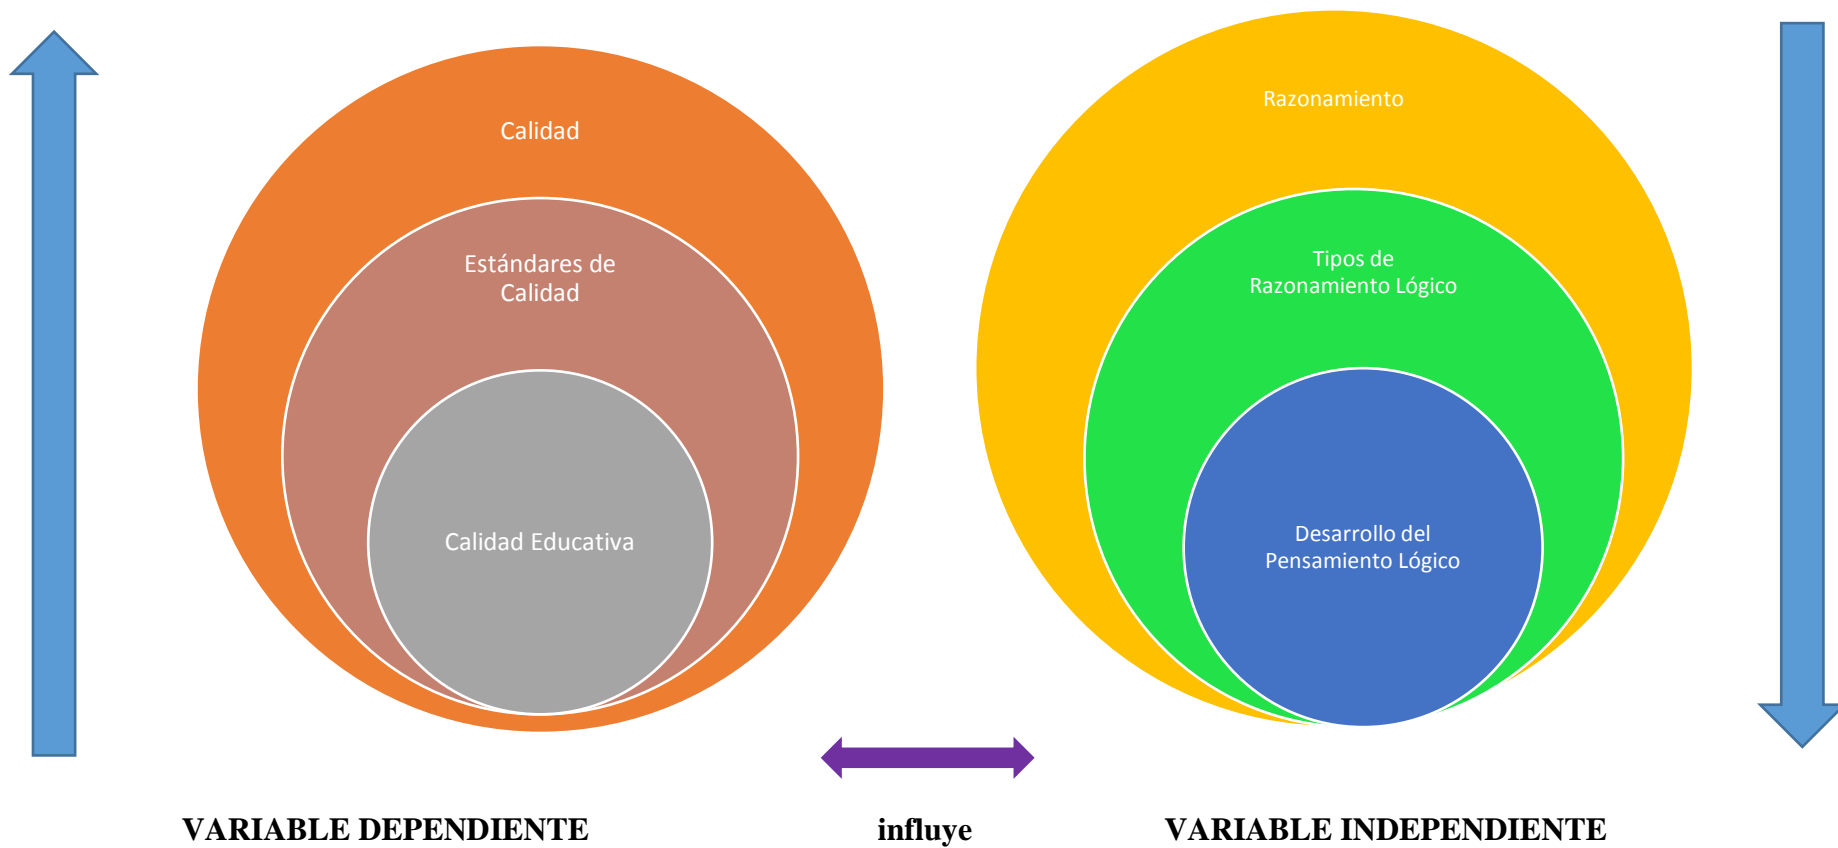 Calidad
Estándares de
Calidad
Calidad Educativa
Razonamiento
Tipos de
Razonamiento Lógico
Desarrollo del
Pensamiento Lógico
VARIABLE DEPENDIENTE
influye
VARIABLE INDEPENDIENTE